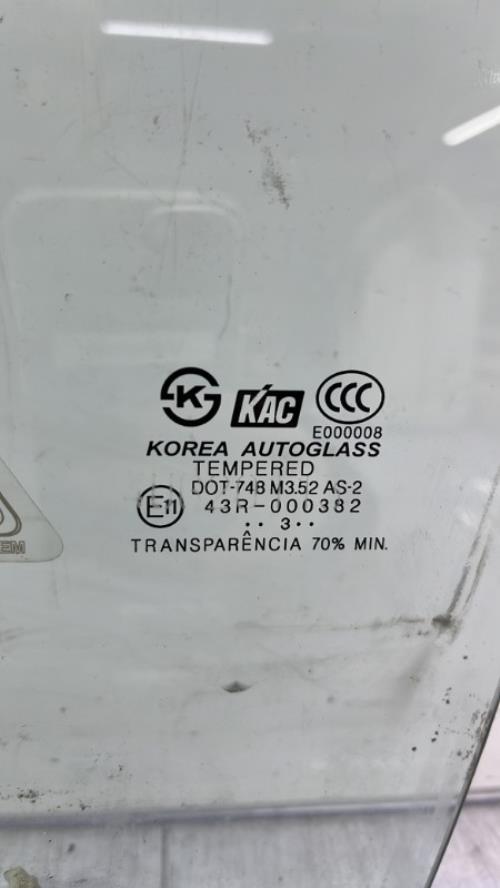 K KAC CCC
E000008
KOREA AUTOGLASS
TEMPERED
DOT-748 M3.52 AS-2
E11 43R-000382
.. 3 ..
TRANSPARÊNCIA 70% MIN.
EM